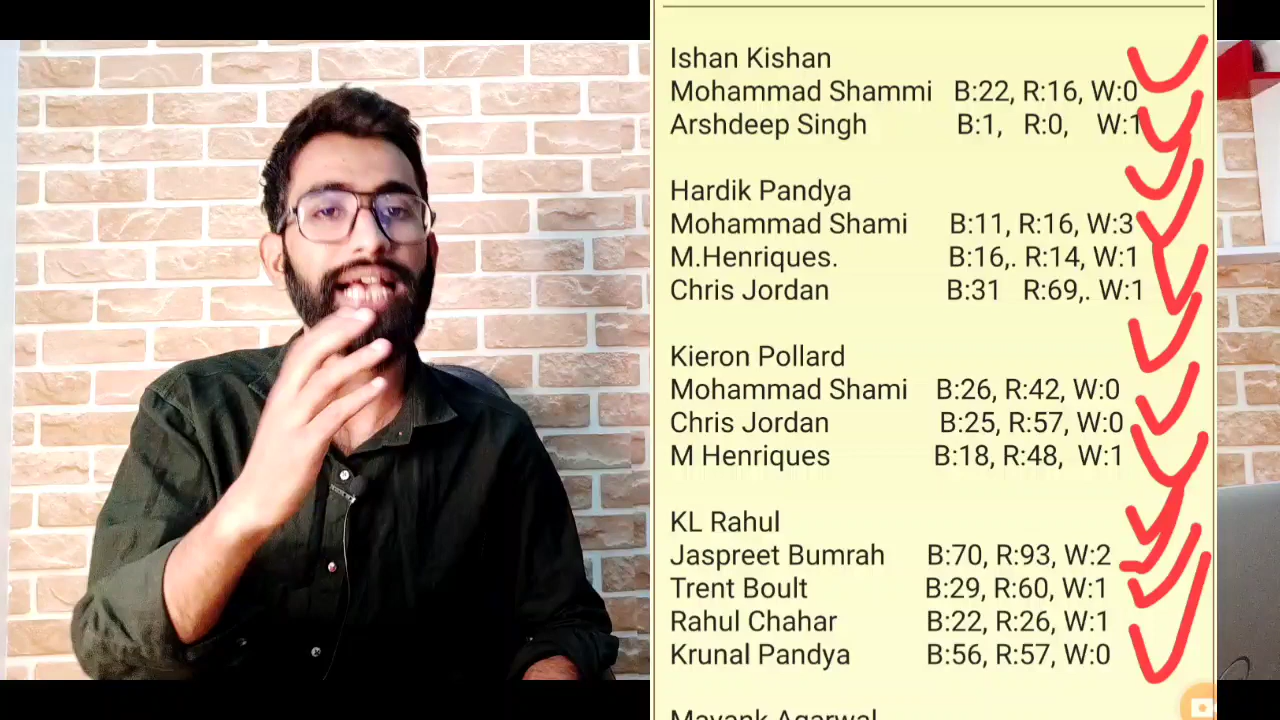 Ishan Kishan
Mohammad Shammi B:22, R:16, W:0
Arshdeep Singh B:1, R:0, W:1
Hardik Pandya
Mohammad Shami B:11, R:16, W:3
M.Henriques. B:16,. R:14, W:1
Chris Jordan B:31 R:69,. W:1
Kieron Pollard
Mohammad Shami B:26, R:42, W:0
Chris Jordan B:25, R:57, W:0
M Henriques B:18, R:48, W:1
KL Rahul
Jaspreet Bumrah B:70, R:93, W:2
Trent Boult B:29, R:60, W:1
Rahul Chahar B:22, R:26, W:1
Krunal Pandya B:56, R:57, W:0
Mayank Agarwal